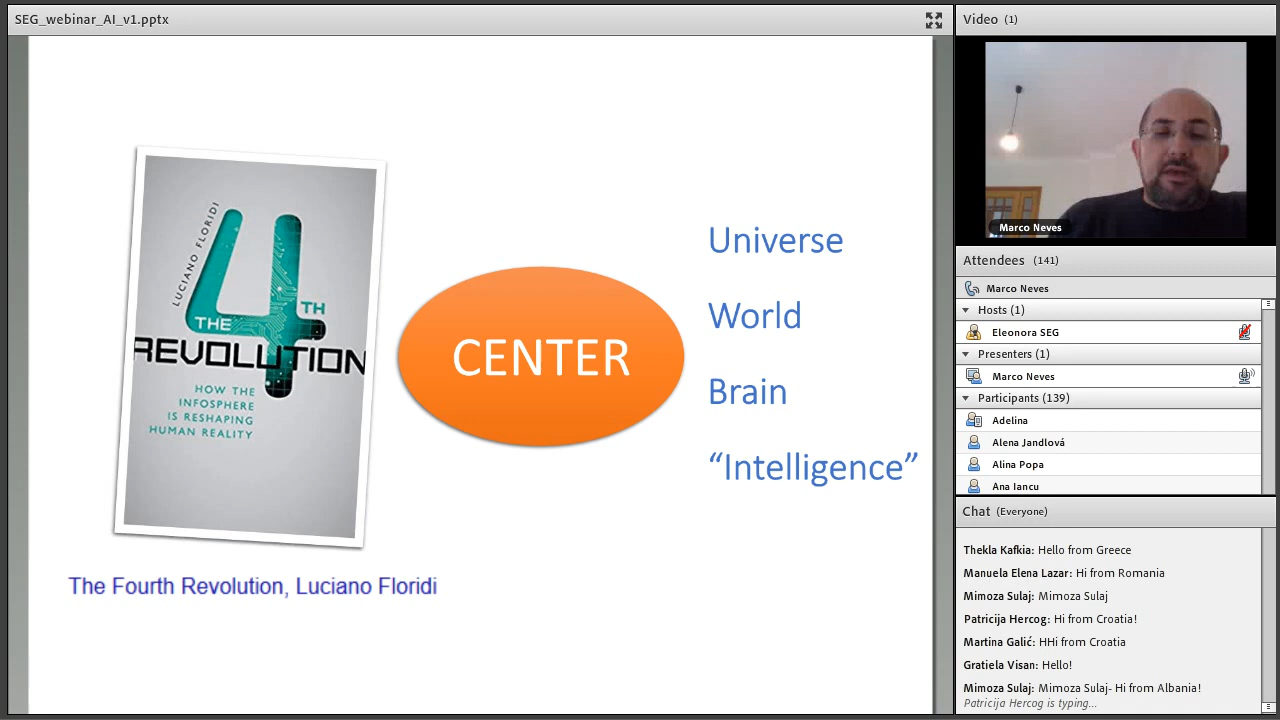 SEG_webinar_AI_v1.pptx
LUCIANO FLORIDI
4TH
THE
REVOLUTION
HOW THE
INFOSPHERE
IS RESHAPING
HUMAN REALITY
CENTER
Universe
World
Brain
“Intelligence”
The Fourth Revolution, Luciano Floridi
Video (1)
Marco Neves
Attendees (141)
Marco Neves
Hosts (1)
Eleonora SEG
Presenters (1)
Marco Neves
Participants (139)
Adelina
Alena Jandlová
Alina Popa
Ana Iancu
Chat (Everyone)
Thekla Kafkia: Hello from Greece
Manuela Elena Lazar: Hi from Romania
Mimoza Sulaj: Mimoza Sulaj
Patricija Hercog: Hi from Croatia!
Martina Galić: HHi from Croatia
Gratiela Visan: Hello!
Mimoza Sulaj: Mimoza Sulaj- Hi from Albania!
Patricija Hercog is typing...